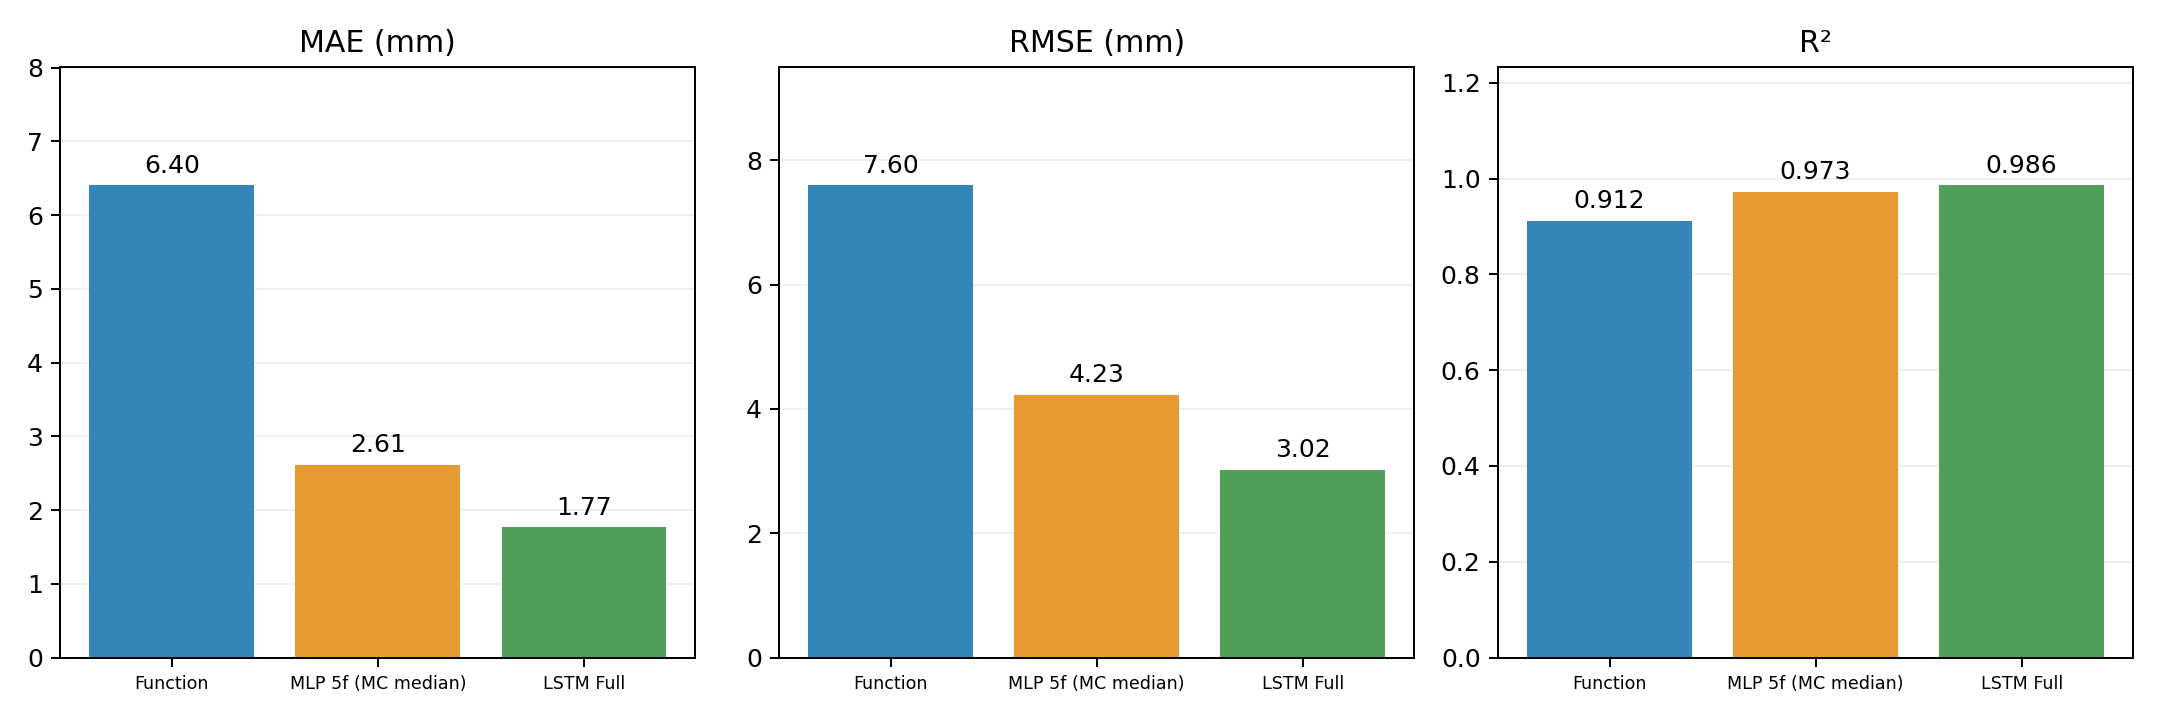 MAE (mm)
8
7
6
5
4
3
2
1
0
6.40
2.61
1.77
Function
MLP 5f (MC median)
LSTM Full
RMSE (mm)
8
6
4
2
0
7.60
4.23
3.02
Function
MLP 5f (MC median)
LSTM Full
R²
1.2
1.0
0.8
0.6
0.4
0.2
0.0
0.912
0.973
0.986
Function
MLP 5f (MC median)
LSTM Full